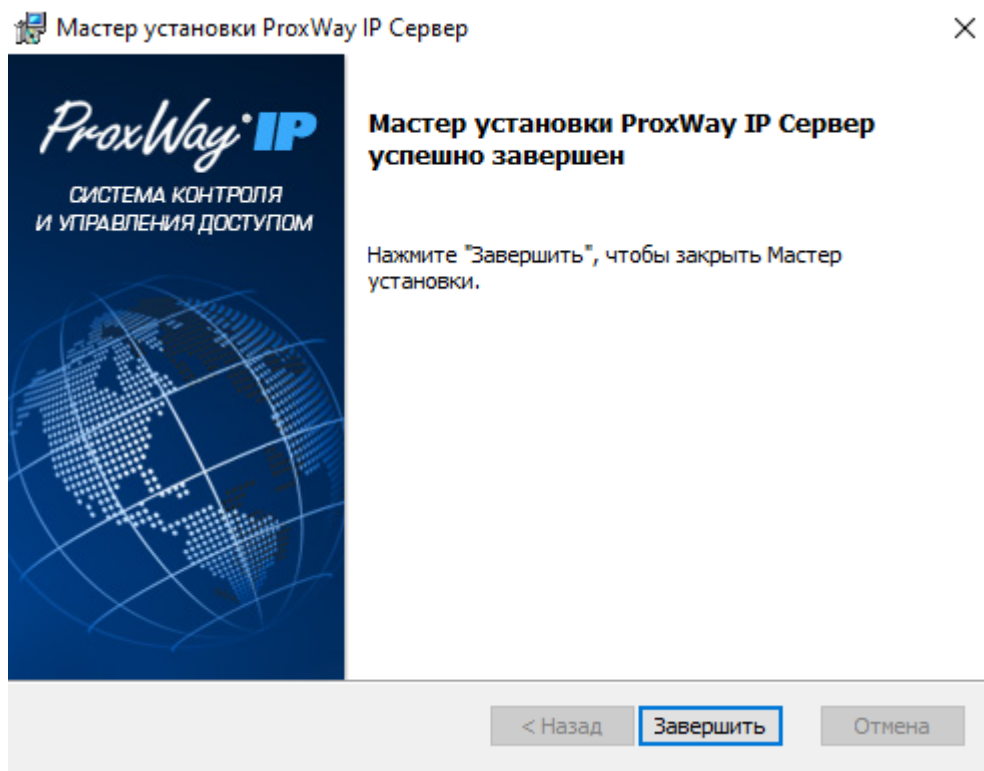 Мастер установки ProxWay IP Сервер
ProxWay IP
СИСТЕМА КОНТРОЛЯ
И УПРАВЛЕНИЯ ДОСТУПОМ
Мастер установки ProxWay IP Сервер
успешно завершен
Нажмите "Завершить", чтобы закрыть Мастер
установки.
< Назад
Завершить
Отмена